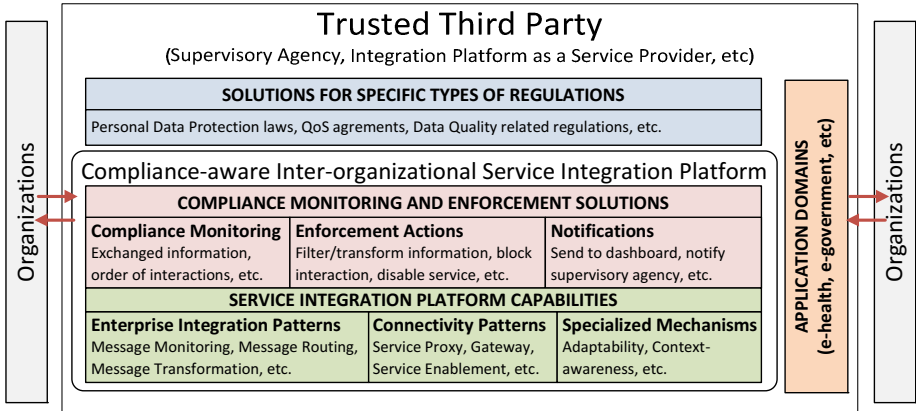 Trusted Third Party
(Supervisory Agency, Integration Platform as a Service Provider, etc)
Organizations
SOLUTIONS FOR SPECIFIC TYPES OF REGULATIONS
Personal Data Protection laws, QoS agrements, Data Quality related regulations, etc.
Compliance-aware Inter-organizational Service Integration Platform
COMPLIANCE MONITORING AND ENFORCEMENT SOLUTIONS
Compliance Monitoring
Exchanged information,
order of interactions, etc.
Enforcement Actions
Filter/transform information, block
interaction, disable service, etc.
Notifications
Send to dashboard, notify
supervisory agency, etc.
SERVICE INTEGRATION PLATFORM CAPABILITIES
Enterprise Integration Patterns
Message Monitoring, Message Routing,
Message Transformation, etc.
Connectivity Patterns
Service Proxy, Gateway,
Service Enablement, etc.
Specialized Mechanisms
Adaptability, Context-
awareness, etc.
APPLICATION DOMAINS
(e-health, e-government, etc)
Organizations